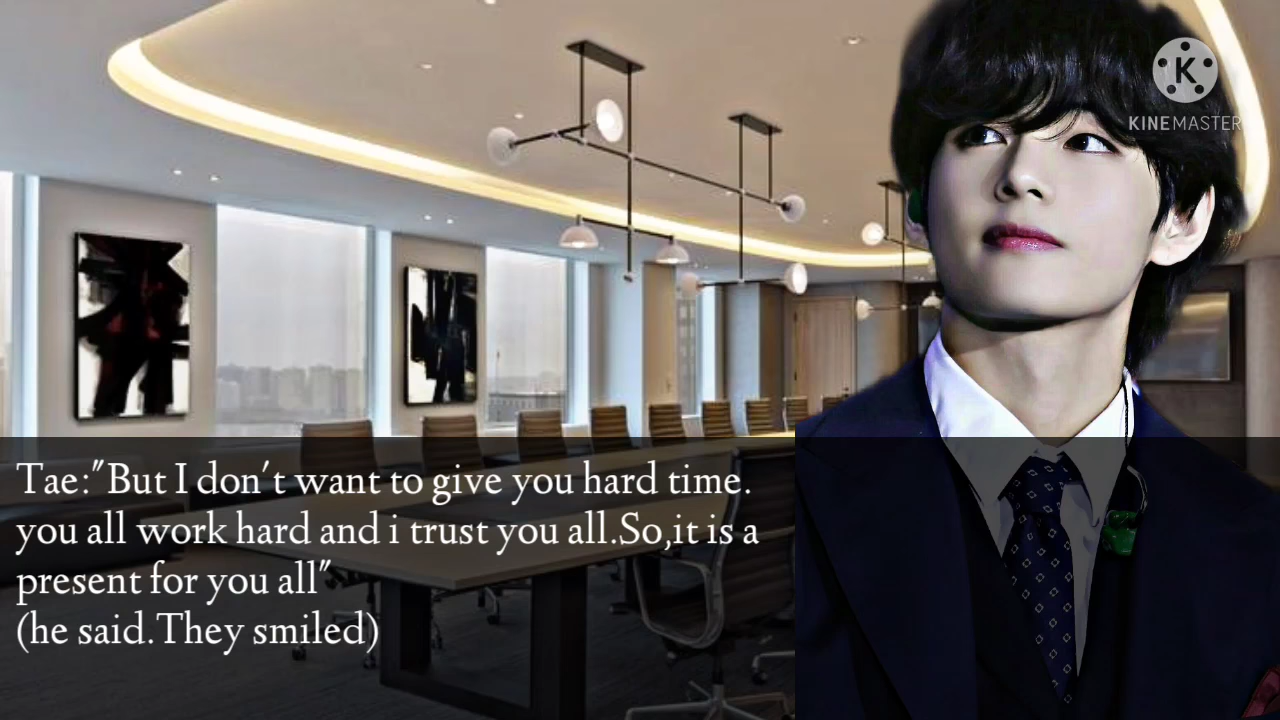 KINEMASTER
Tae:"But I don't want to give you hard time.
you all work hard and i trust you all.So,it is a
present for you all"
(he said.They smiled)